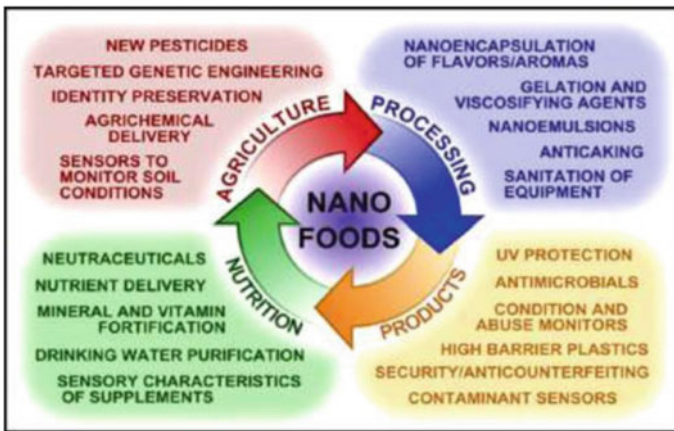 NEW PESTICIDES
TARGETED GENETIC ENGINEERING
IDENTITY PRESERVATION
AGRICHEMICAL
DELIVERY
SENSORS TO
MONITOR SOIL
CONDITIONS
AGRICULTURE
PROCESSING
NANOENCAPSULATION
OF FLAVORS/AROMAS
GELATION AND
VISCOSIFYING AGENTS
NANOEMULSIONS
ANTICAKING
SANITATION OF
EQUIPMENT
NANO
FOODS
NEUTRACEUTICALS
NUTRIENT DELIVERY
MINERAL AND VITAMIN
FORTIFICATION
DRINKING WATER PURIFICATION
SENSORY CHARACTERISTICS
OF SUPPLEMENTS
NUTRITION
PRODUCTS
UV PROTECTION
ANTIMICROBIALS
CONDITION AND
ABUSE MONITORS
HIGH BARRIER PLASTICS
SECURITY/ANTICOUNTERFEITING
CONTAMINANT SENSORS